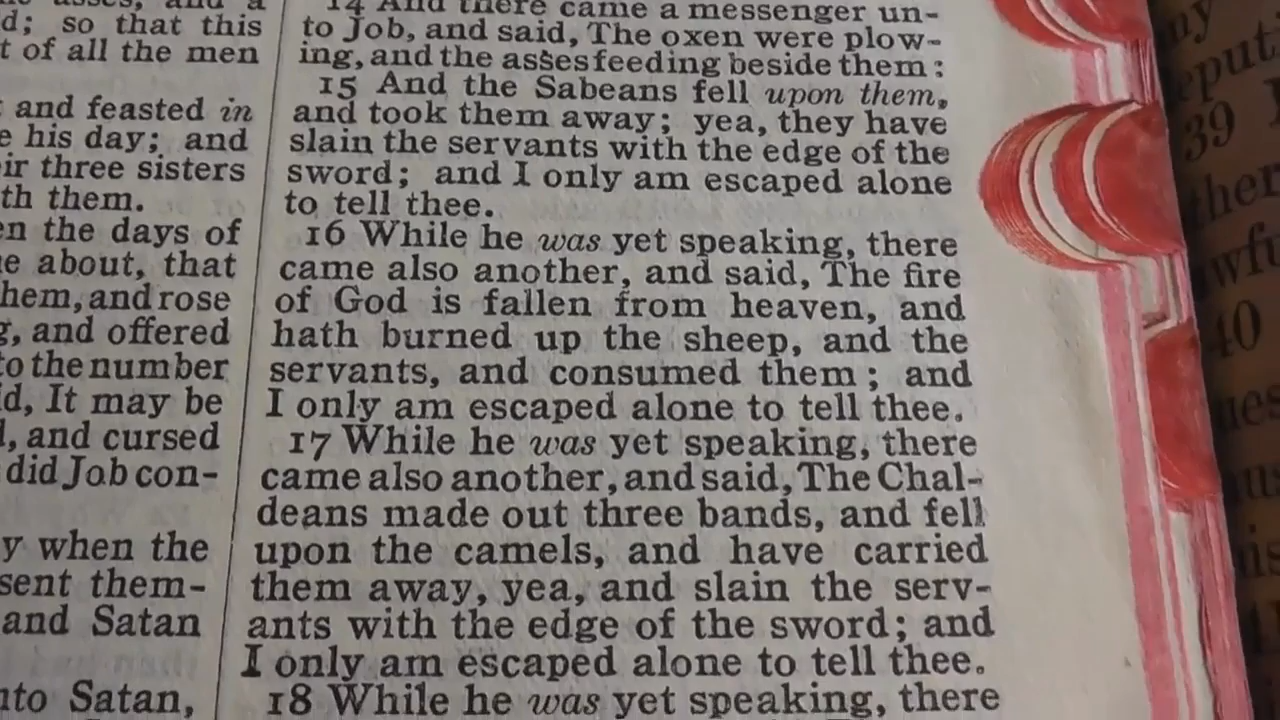 d; so that this
t of all the men
and feasted in
e his day; and
ir three sisters
th them.
en the days of
e about, that
hem, and rose
g, and offered
to the number
d, It may be
l, and cursed
did Job con-
y when the
sent them-
and Satan
nto Satan,
14 And there came a messenger un-
to Job, and said, The oxen were plow-
ing, and the asses feeding beside them:
15 And the Sabeans fell upon them,
and took them away; yea, they have
slain the servants with the edge of the
sword; and I only am escaped alone
to tell thee.
16 While he was yet speaking, there
came also another, and said, The fire
of God is fallen from heaven, and
hath burned up the sheep, and the
servants, and consumed them; and
I only am escaped alone to tell thee.
17 While he was yet speaking, there
came also another, and said, The Chal-
deans made out three bands, and fell
upon the camels, and have carried
them away, yea, and slain the serv-
ants with the edge of the sword; and
I only am escaped alone to tell thee.
18 While he was yet speaking, there
39
40